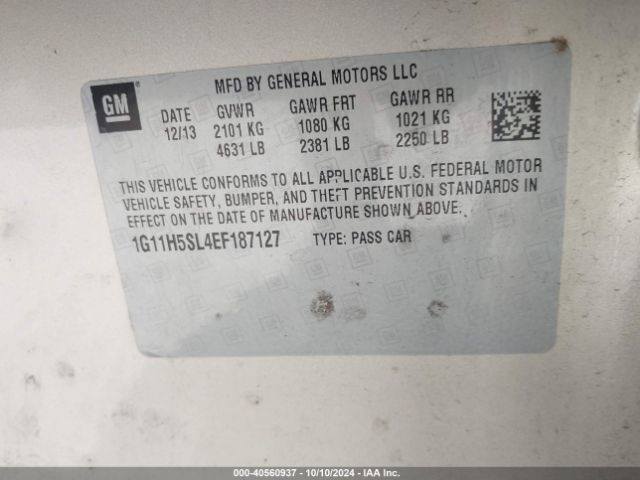 MFD BY GENERAL MOTORS LLC
GM
DATE GVWR GAWR FRT GAWR RR
12/13 2101 KG 1080 KG 1021 KG
4631 LB 2381 LB 2250 LB
THIS VEHICLE CONFORMS TO ALL APPLICABLE U.S. FEDERAL MOTOR
VEHICLE SAFETY, BUMPER, AND THEFT PREVENTION STANDARDS IN
EFFECT ON THE DATE OF MANUFACTURE SHOWN ABOVE.
1G11H5SL4EF187127 TYPE: PASS CAR
000-40560937 - 10/10/2024 - IAA Inc.